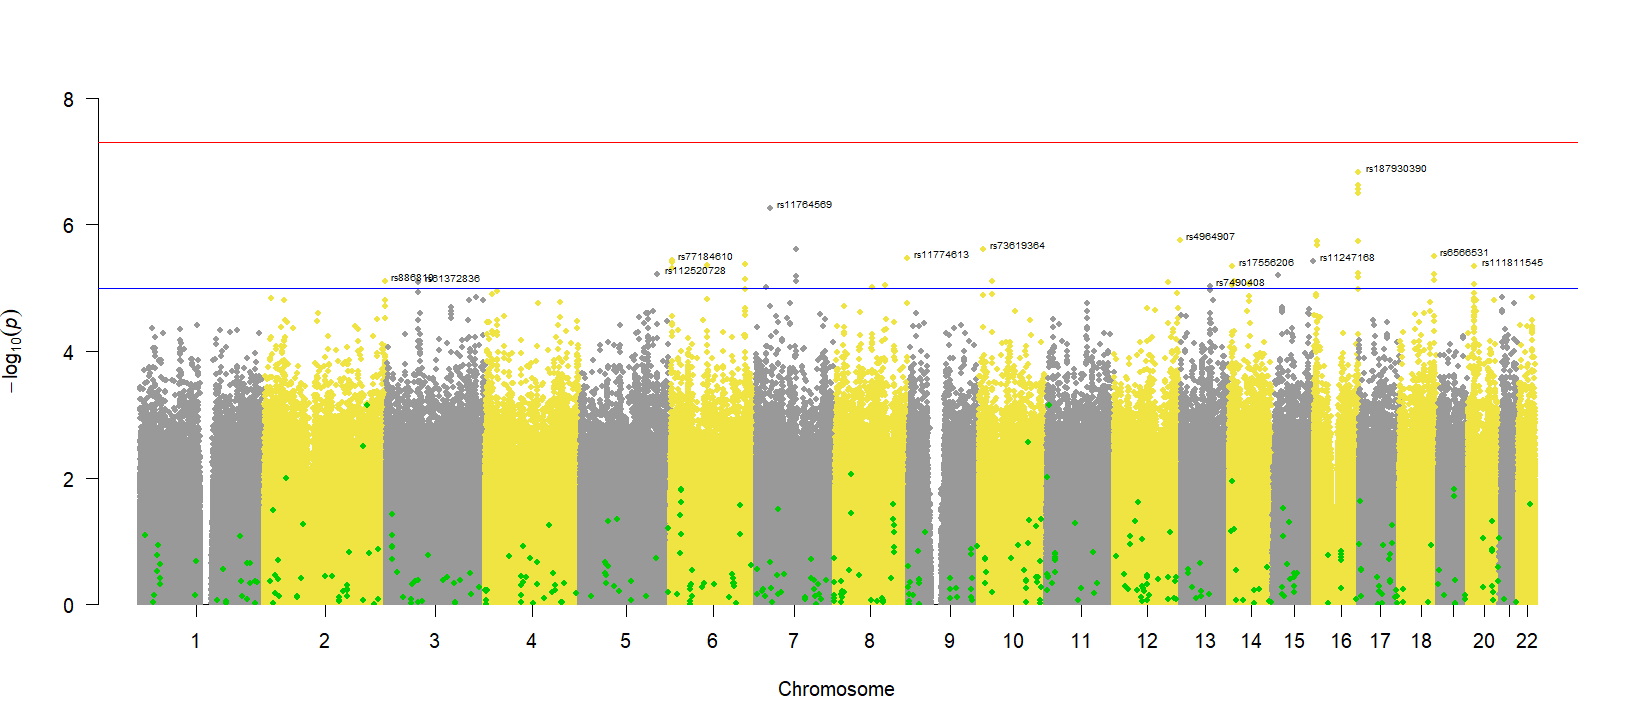 8
6
4
2
0
−log10(p)
rs187930390
rs11764569
rs4964907
rs73619364
rs77184610
rs11774613
rs6566531
rs11247168
rs17556206
rs111811545
rs112520728
rs61372836
rs7490408
1 2 3 4 5 6 7 8 9 10 11 12 13 14 15 16 17 18 20 22
Chromosome